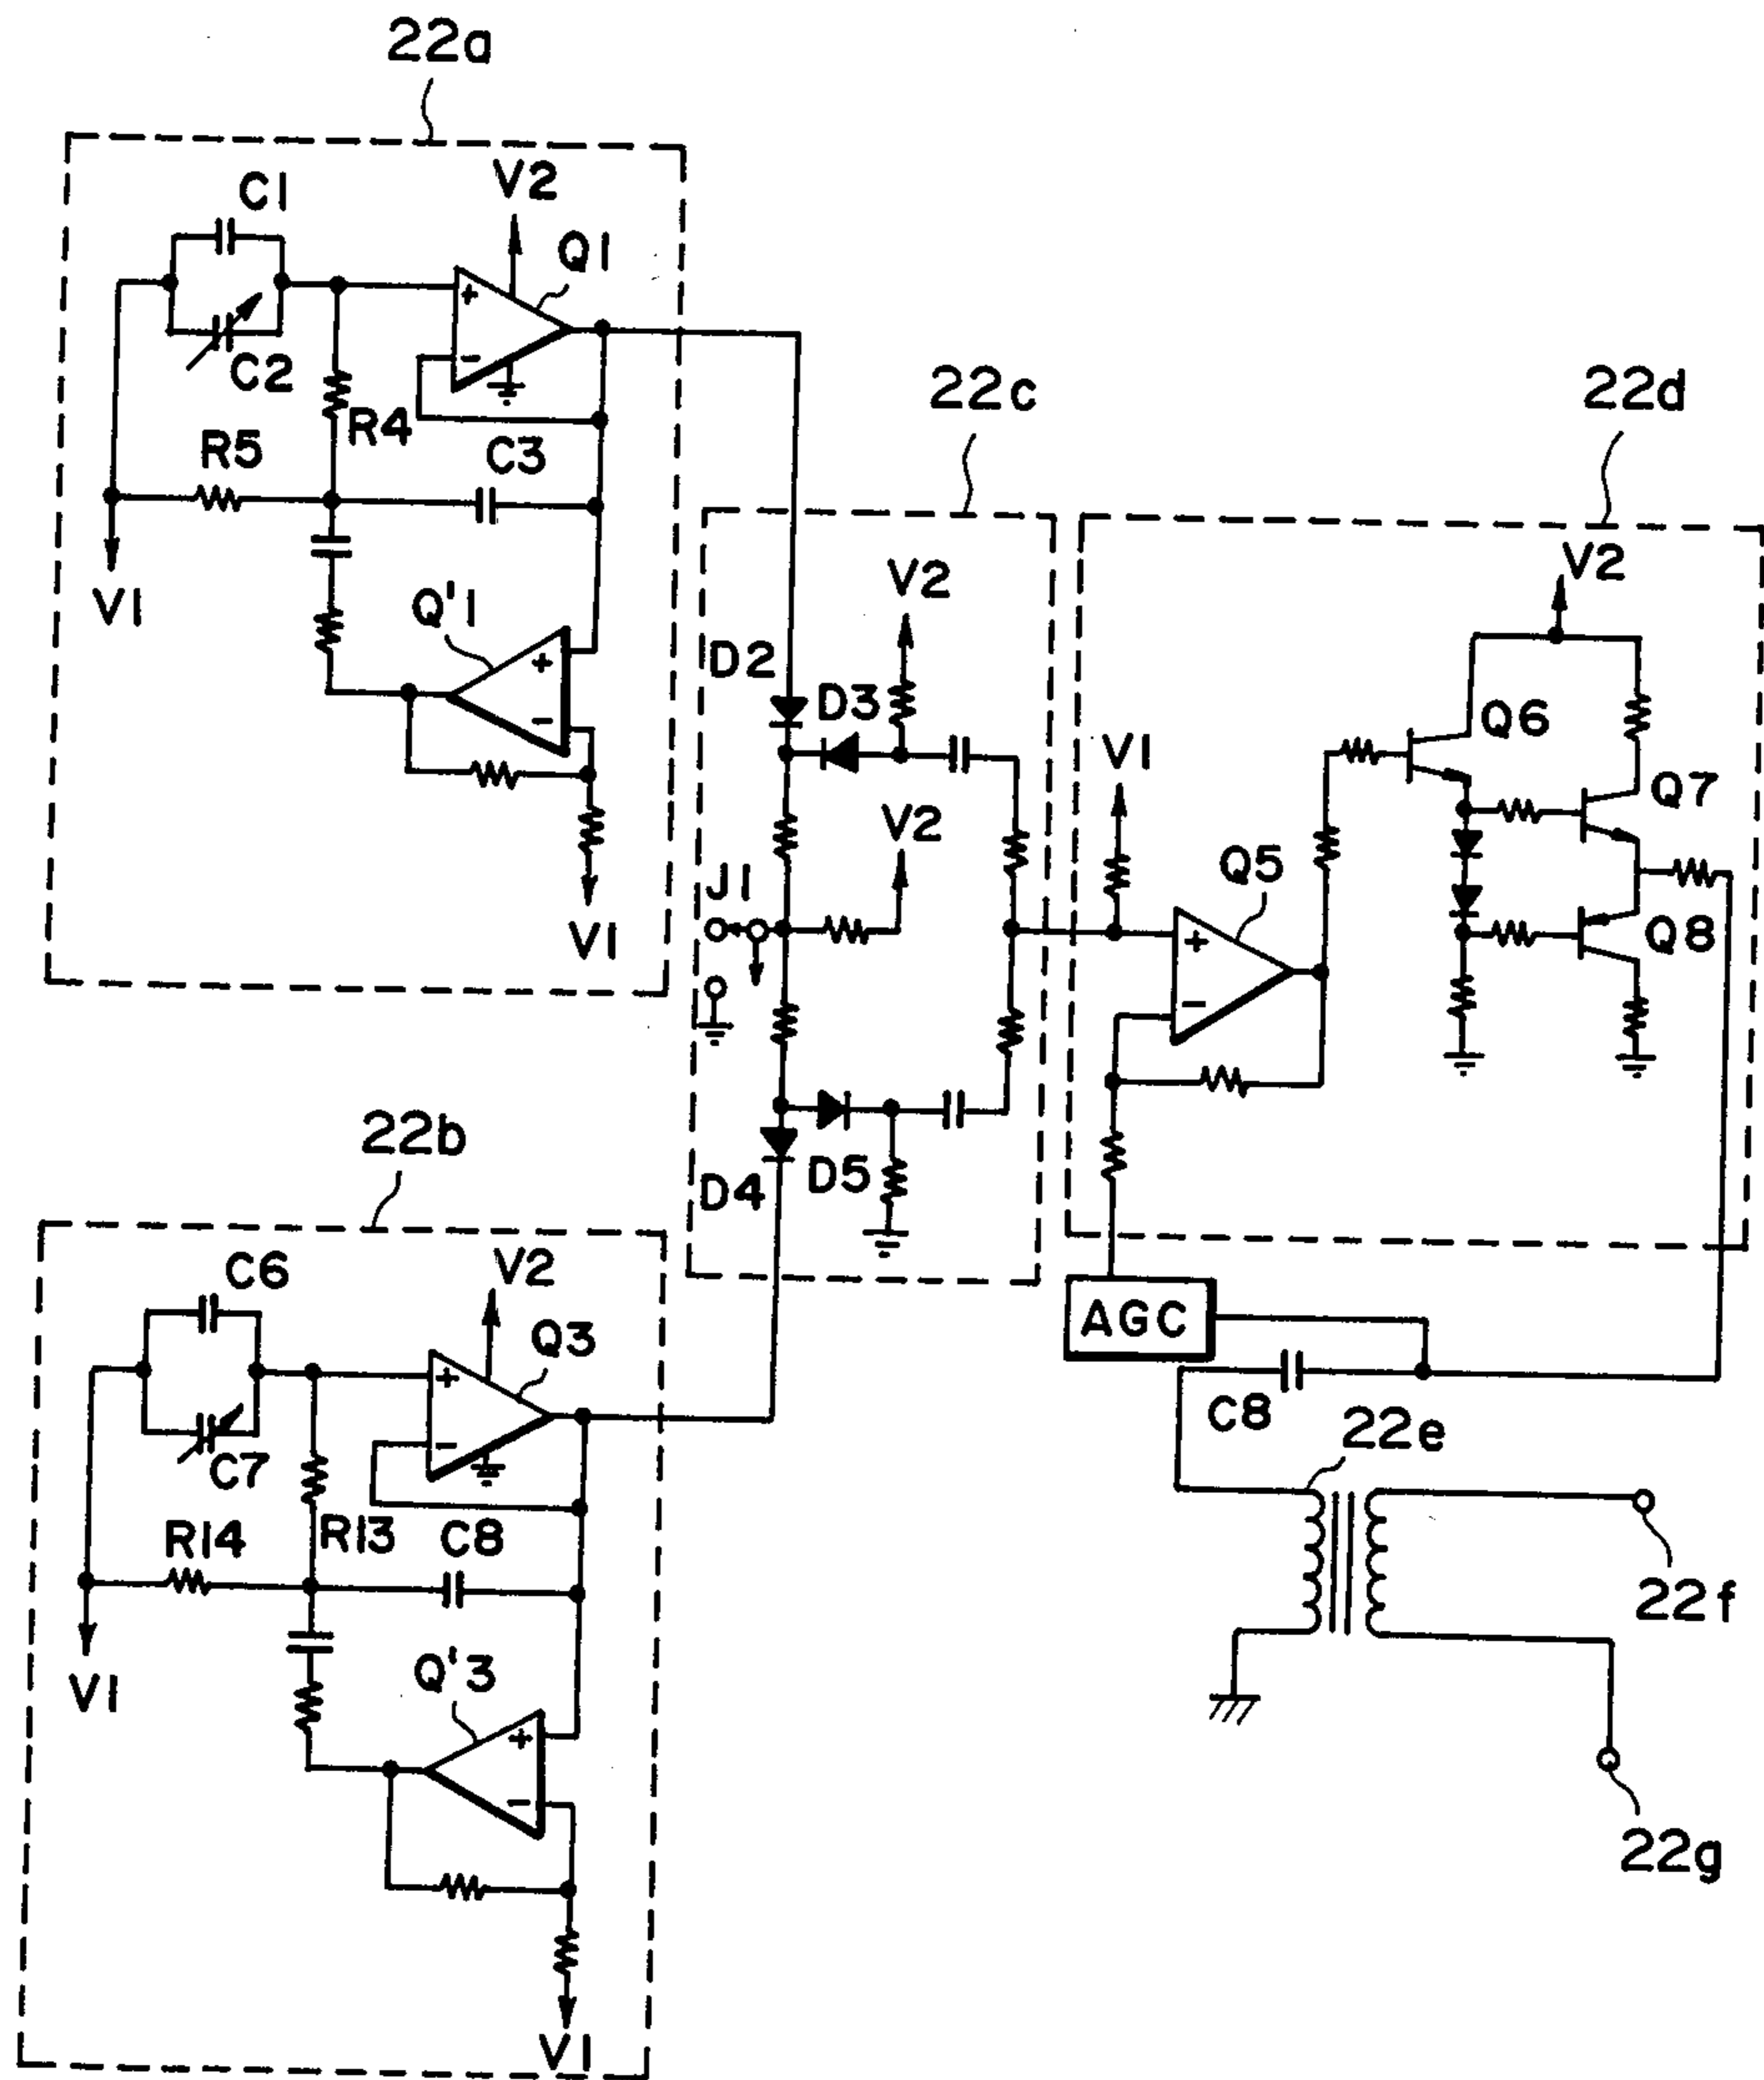 22a
V2
C1
Q1
+
-
C2
R4
R5
C3
V1
Q'1
+
-
V1
22c
V2
D2
D3
V2
J1
D4
D5
22d
V2
V1
Q6
Q7
Q5
+
-
Q8
22b
C6
V2
Q3
+
-
C7
R13
R14
C8
V1
Q'3
+
-
V1
AGC
C8
22e
22f
22g